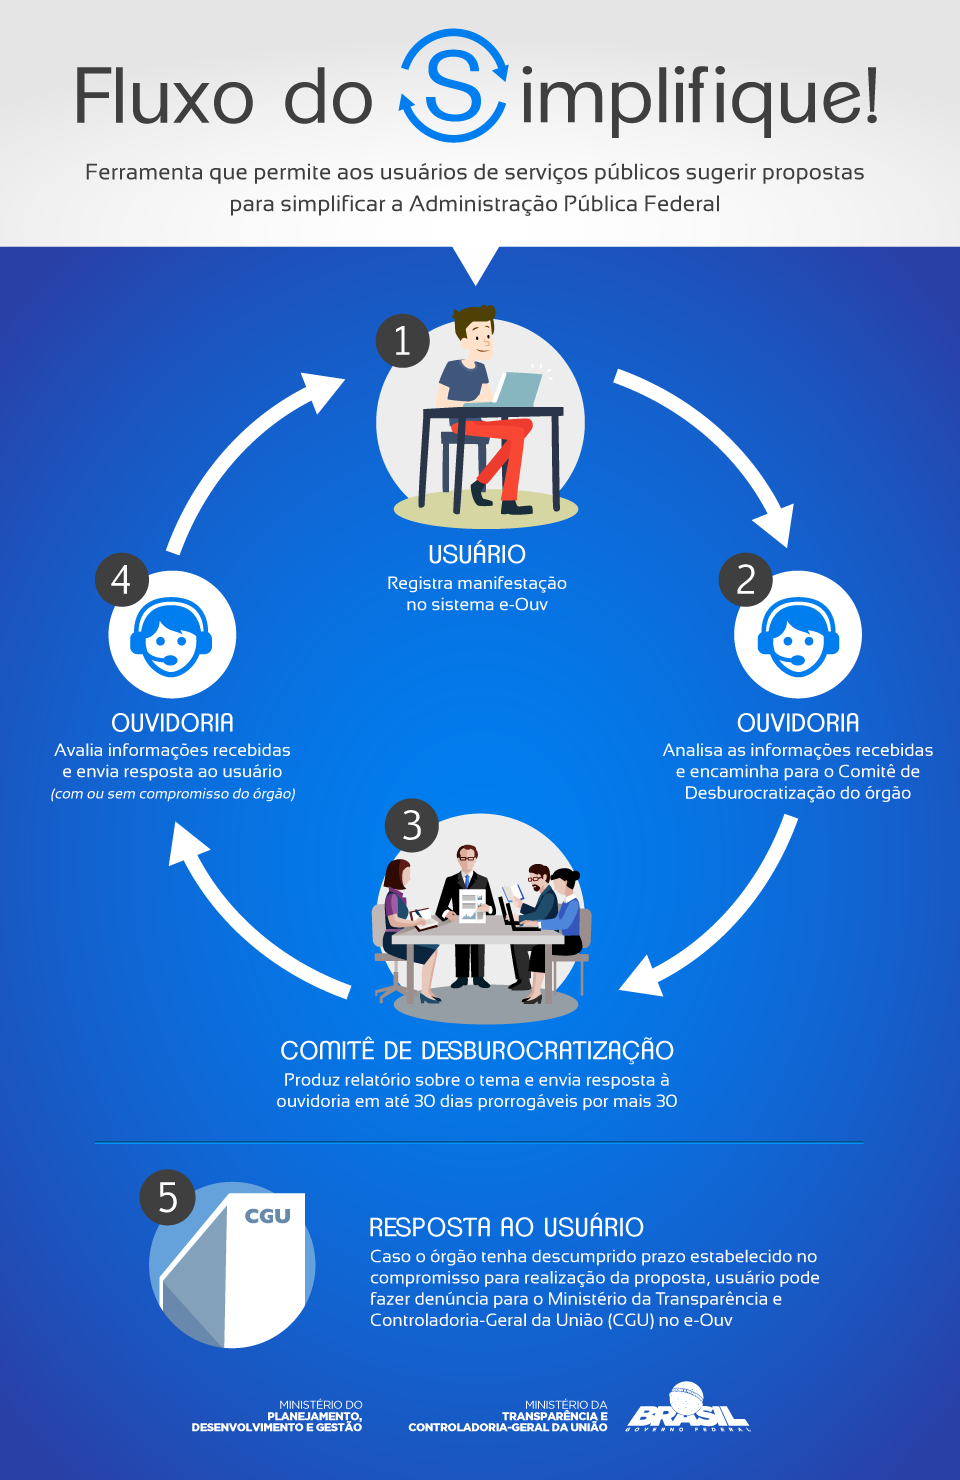 Fluxo do Simplifique!
Ferramenta que permite aos usuários de serviços públicos sugerir propostas
para simplificar a Administração Pública Federal
1
USUÁRIO
Registra manifestação
no sistema e-Ouv
2
OUVIDORIA
Analisa as informações recebidas
e encaminha para o Comitê de
Desburocratização do órgão
3
COMITÊ DE DESBUROCRATIZAÇÃO
Produz relatório sobre o tema e envia resposta à
ouvidoria em até 30 dias prorrogáveis por mais 30
4
OUVIDORIA
Avalia informações recebidas
e envia resposta ao usuário
(com ou sem compromisso do órgão)
5
CGU
RESPOSTA AO USUÁRIO
Caso o órgão tenha descumprido prazo estabelecido no
compromisso para realização da proposta, usuário pode
fazer denúncia para o Ministério da Transparência e
Controladoria-Geral da União (CGU) no e-Ouv
MINISTÉRIO DO
PLANEJAMENTO,
DESENVOLVIMENTO E GESTÃO
MINISTÉRIO DA
TRANSPARÊNCIA E
CONTROLADORIA-GERAL DA UNIÃO
BRASIL
GOVERNO FEDERAL